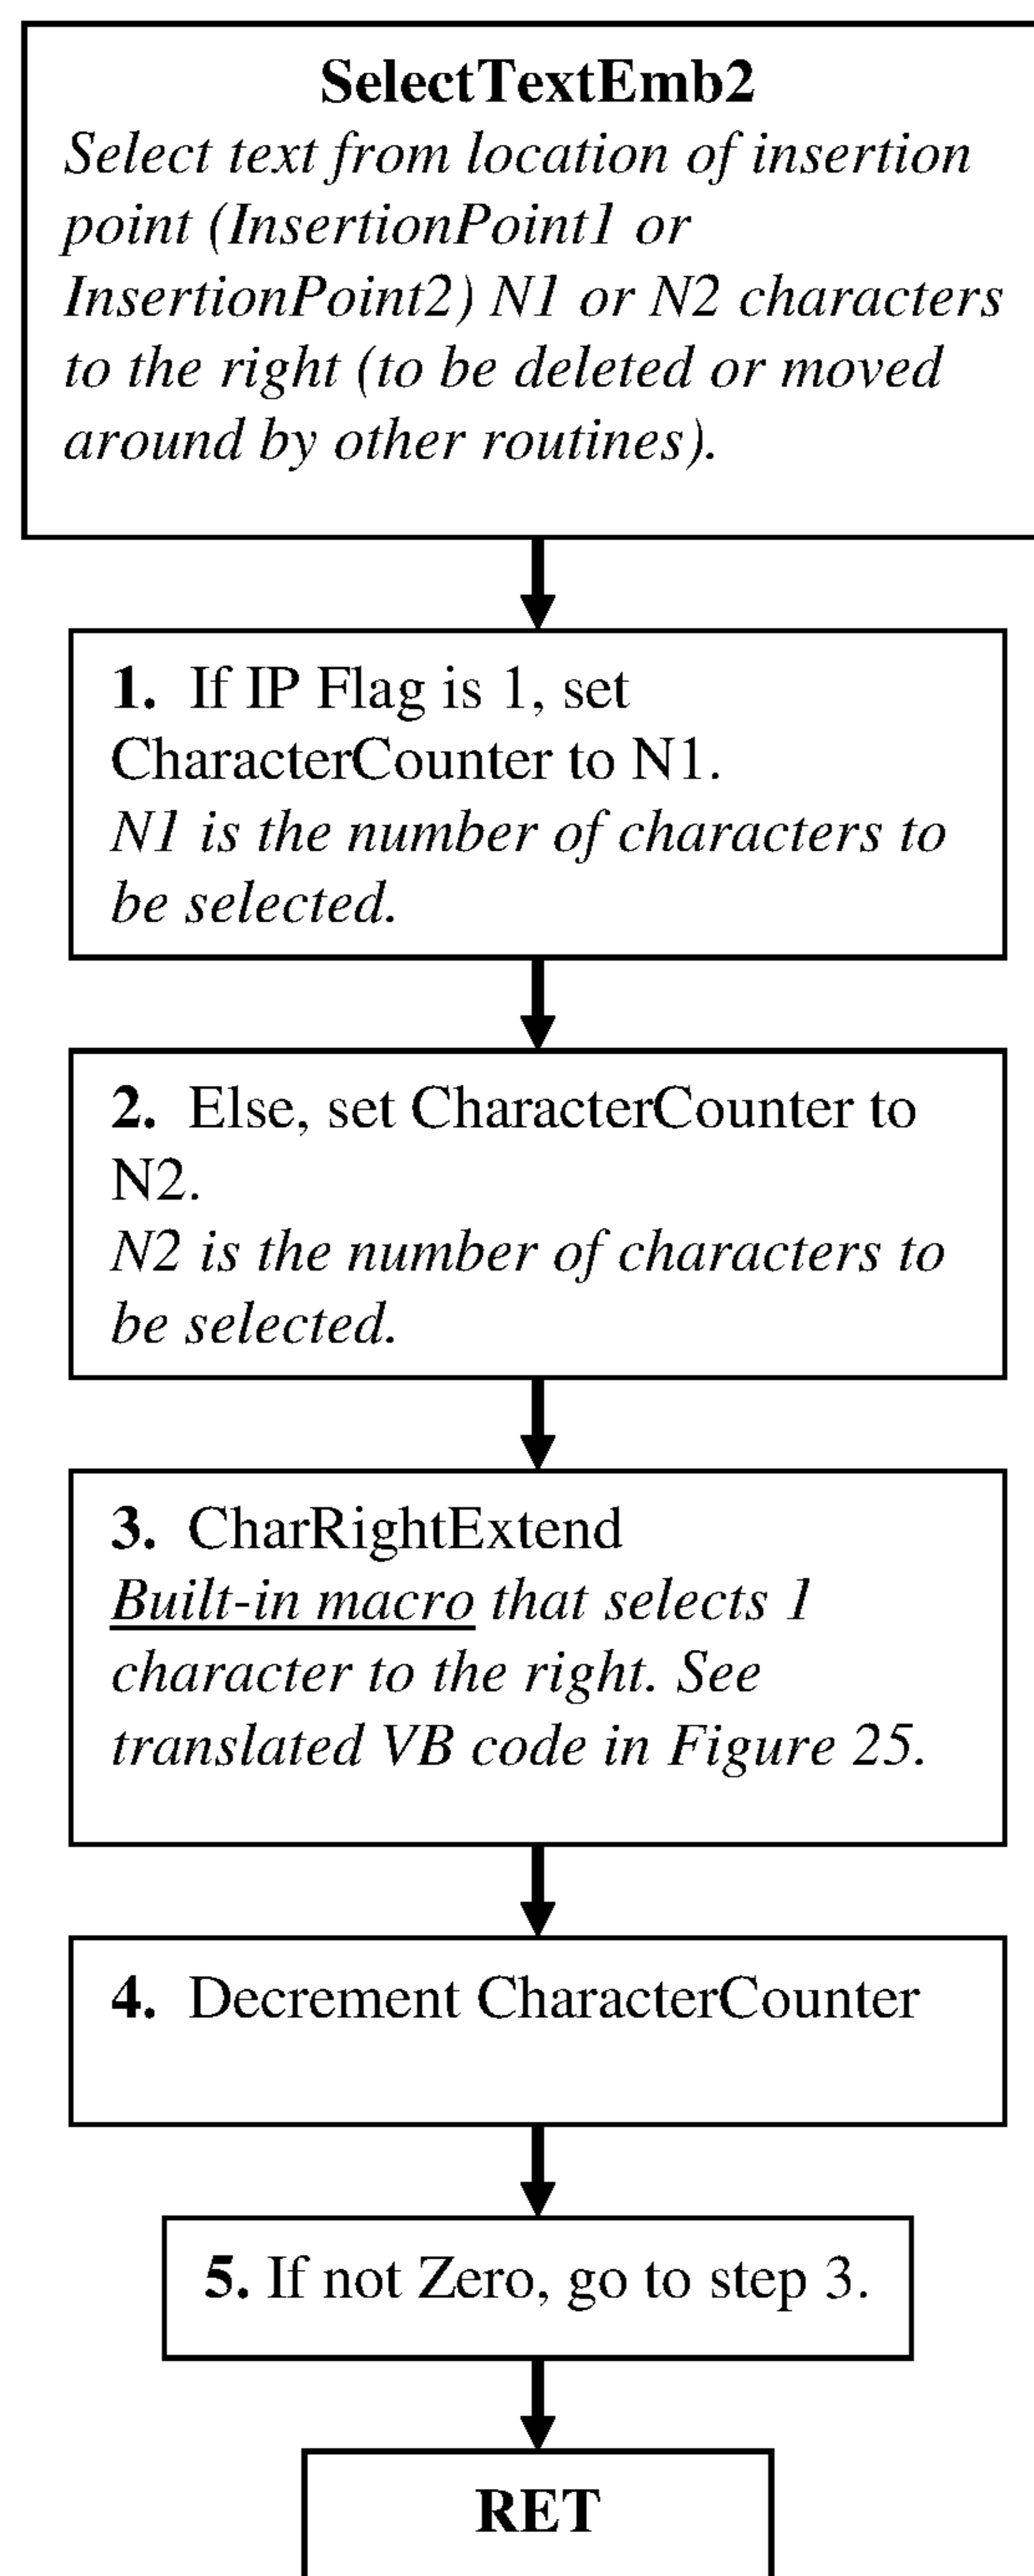 SelectTextEmb2
Select text from location of insertion
point (InsertionPoint1 or
InsertionPoint2) N1 or N2 characters
to the right (to be deleted or moved
around by other routines).
1. If IP Flag is 1, set
CharacterCounter to N1.
N1 is the number of characters to
be selected.
2. Else, set CharacterCounter to
N2.
N2 is the number of characters to
be selected.
3. CharRightExtend
Built-in macro that selects 1
character to the right. See
translated VB code in Figure 25.
4. Decrement CharacterCounter
5. If not Zero, go to step 3.
RET